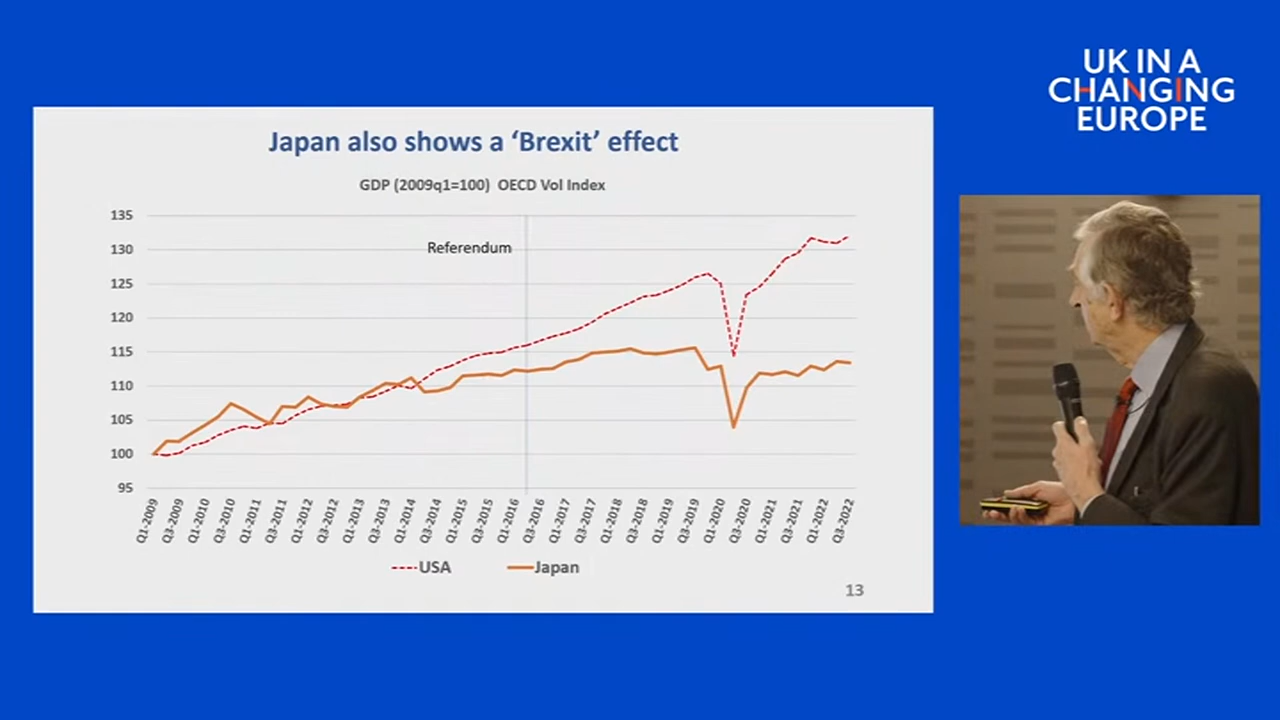 UK IN A
CHANGING
EUROPE
Japan also shows a ‘Brexit’ effect
GDP (2009q1=100) OECD Vol Index
135
130
125
120
115
110
105
100
95
Referendum
Q1-2009
Q3-2009
Q1-2010
Q3-2010
Q1-2011
Q3-2011
Q1-2012
Q3-2012
Q1-2013
Q3-2013
Q1-2014
Q3-2014
Q1-2015
Q3-2015
Q1-2016
Q3-2016
Q1-2017
Q3-2017
Q1-2018
Q3-2018
Q1-2019
Q3-2019
Q1-2020
Q3-2020
Q1-2021
Q3-2021
Q1-2022
Q3-2022
USA
Japan
13